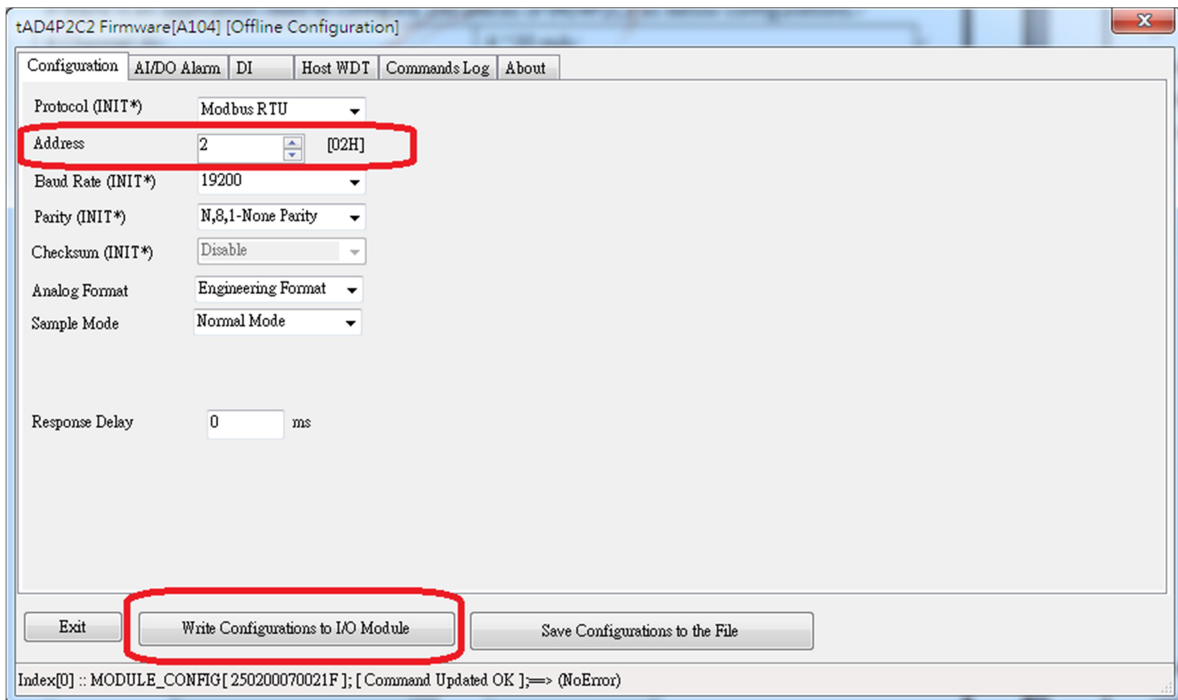 tAD4P2C2 Firmware[A104] [Offline Configuration]
Configuration AI/DO Alarm DI Host WDT Commands Log About
Protocol (INIT*) Modbus RTU
Address 2 [02H]
Baud Rate (INIT*) 19200
Parity (INIT*) N,8,1-None Parity
Checksum (INIT*) Disable
Analog Format Engineering Format
Sample Mode Normal Mode
Response Delay 0 ms
Exit Write Configurations to I/O Module Save Configurations to the File
Index[0] :: MODULE_CONFIG[ 250200070021F ]; [ Command Updated OK ];==> (NoError)